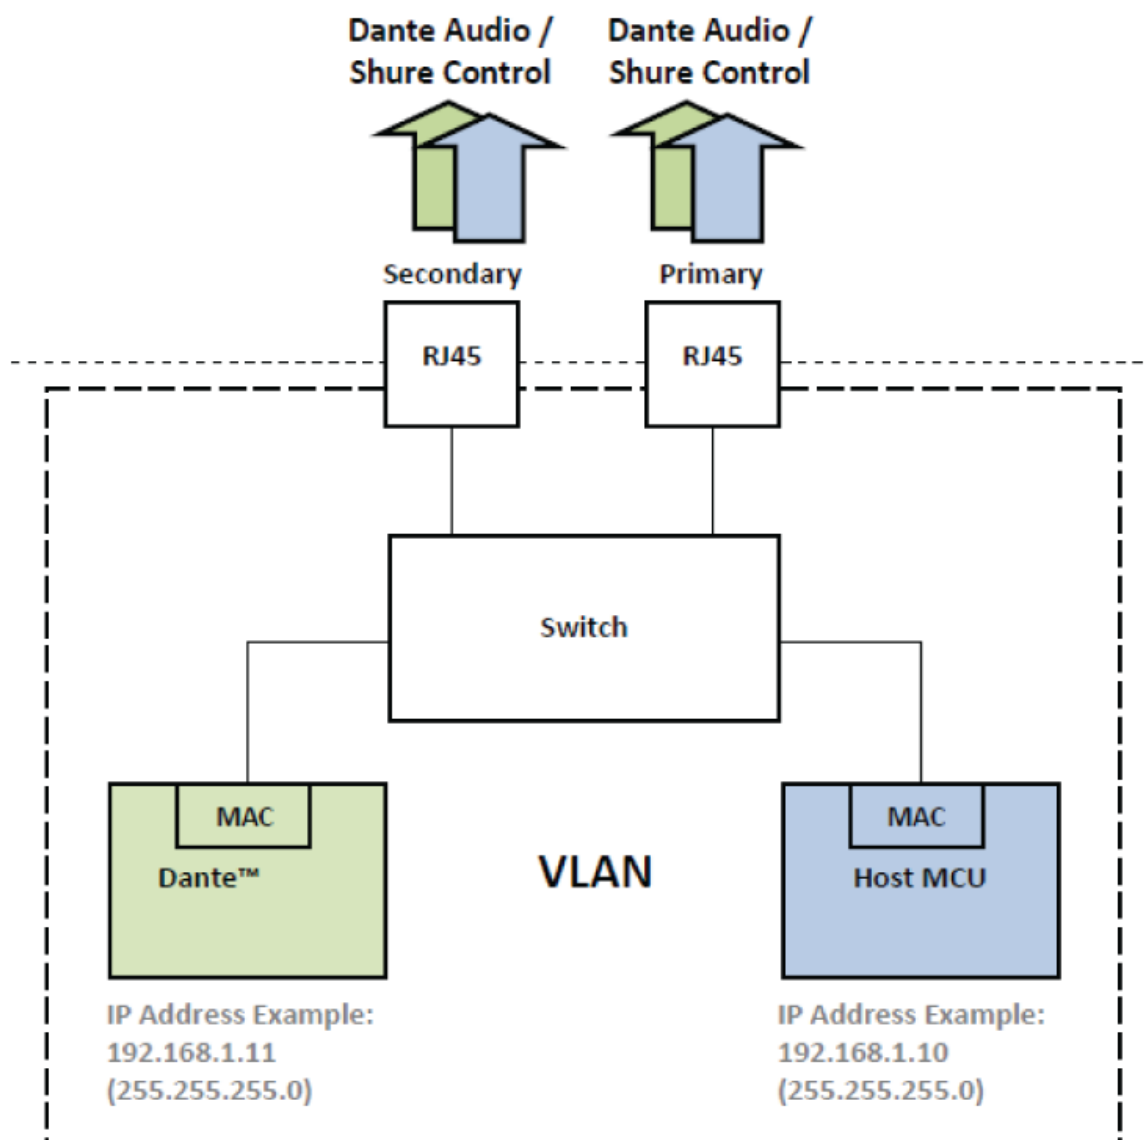 Dante Audio /
Shure Control
Dante Audio /
Shure Control
Secondary
Primary
RJ45
RJ45
Switch
MAC
Dante™
VLAN
MAC
Host MCU
IP Address Example:
192.168.1.11
(255.255.255.0)
IP Address Example:
192.168.1.10
(255.255.255.0)